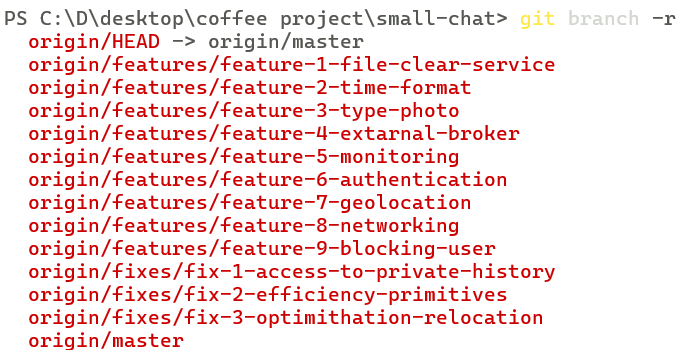 PS C:\D\desktop\coffee project\small-chat> git branch -r
origin/HEAD -> origin/master
origin/features/feature-1-file-clear-service
origin/features/feature-2-time-format
origin/features/feature-3-type-photo
origin/features/feature-4-extarnal-broker
origin/features/feature-5-monitoring
origin/features/feature-6-authentication
origin/features/feature-7-geolocation
origin/features/feature-8-networking
origin/features/feature-9-blocking-user
origin/fixes/fix-1-access-to-private-history
origin/fixes/fix-2-efficiency-primitives
origin/fixes/fix-3-optimithation-relocation
origin/master